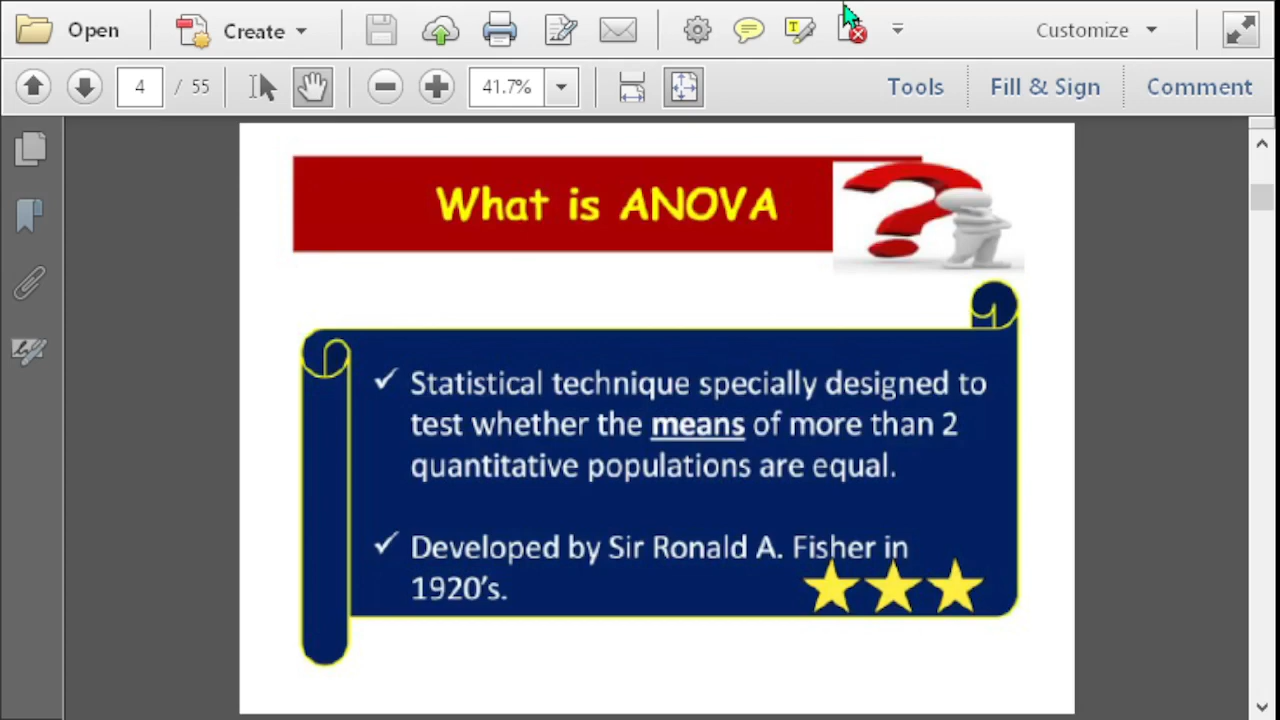 Open
Create
Customize
4 / 55
41.7%
Tools
Fill & Sign
Comment
What is ANOVA
Statistical technique specially designed to
test whether the means of more than 2
quantitative populations are equal.
Developed by Sir Ronald A. Fisher in
1920’s.